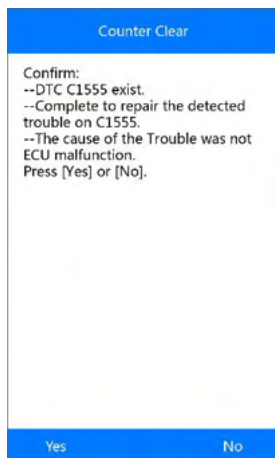 Counter Clear
Confirm:
--DTC C1555 exist.
--Complete to repair the detected
trouble on C1555.
--The cause of the Trouble was not
ECU malfunction.
Press [Yes] or [No].
Yes
No